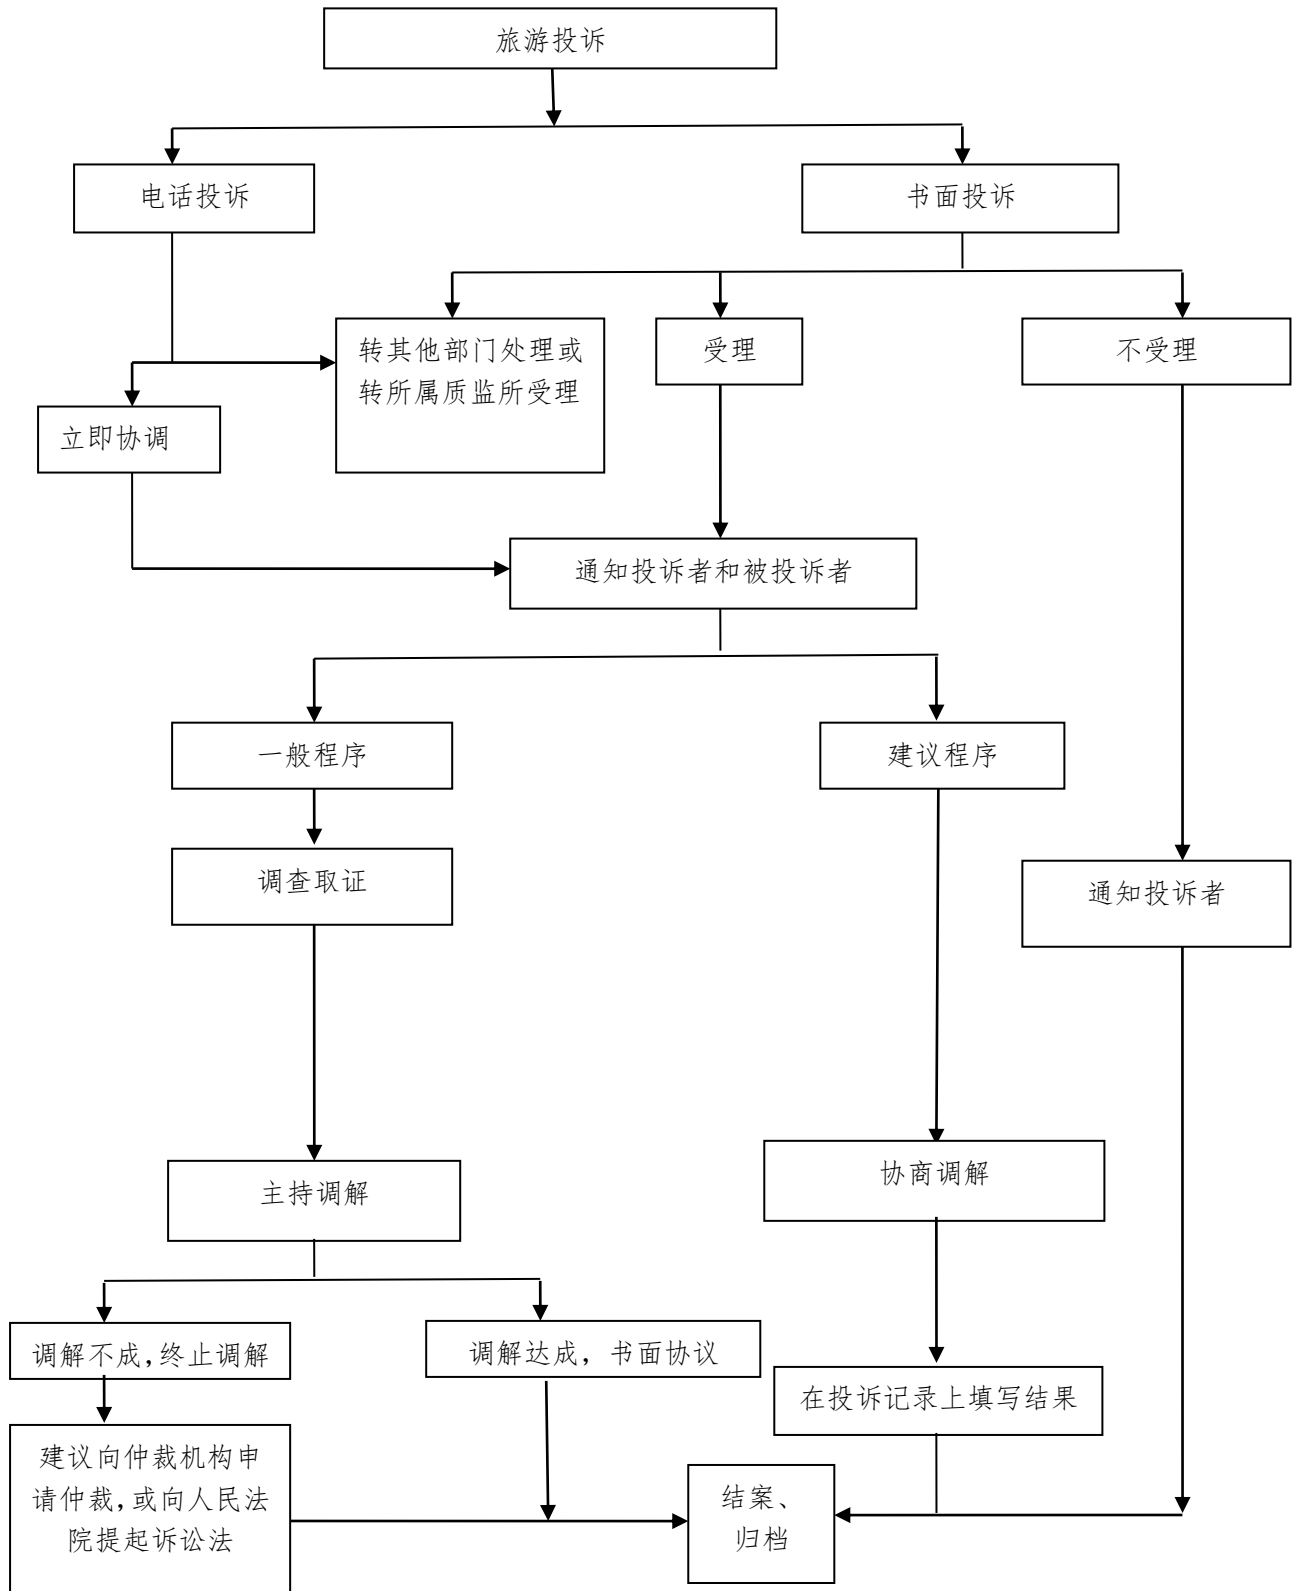 旅游投诉
电话投诉
书面投诉
转其他部门处理或
转所属质监所受理
受理
不受理
立即协调
通知投诉者和被投诉者
一般程序
建议程序
调查取证
通知投诉者
主持调解
协商调解
调解不成,终止调解
调解达成，书面协议
在投诉记录上填写结果
建议向仲裁机构申
请仲裁,或向人民法
院提起诉讼法
结案、
归档